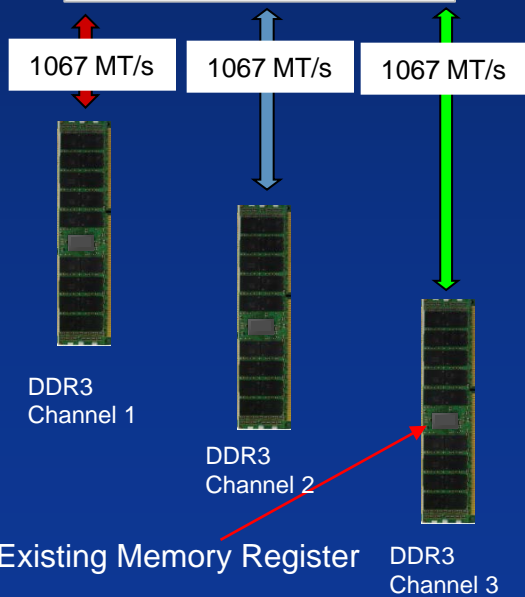 1067 MT/s
1067 MT/s
1067 MT/s
DDR3
Channel 1
DDR3
Channel 2
Existing Memory Register
DDR3
Channel 3